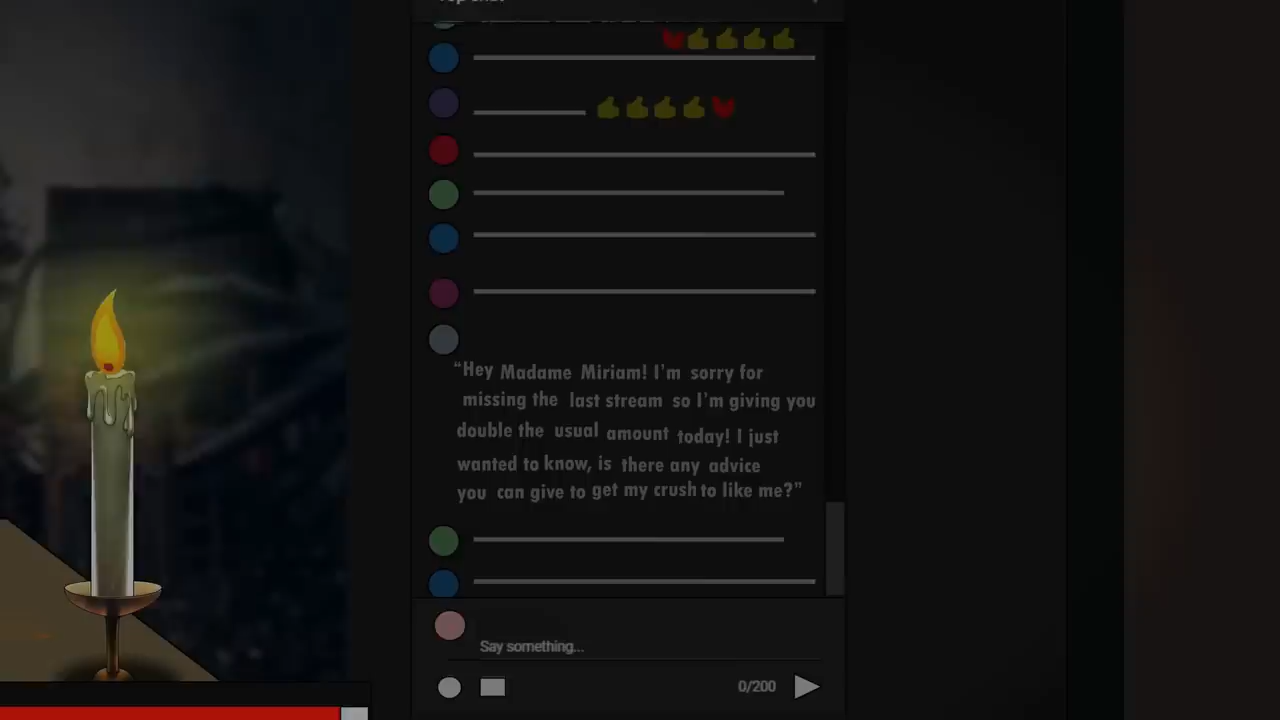 “Hey Madame Miriam! I'm sorry for
missing the last stream so I'm giving you
double the usual amount today! I just
wanted to know, is there any advice
you can give to get my crush to like me?”
Say something...
0/200